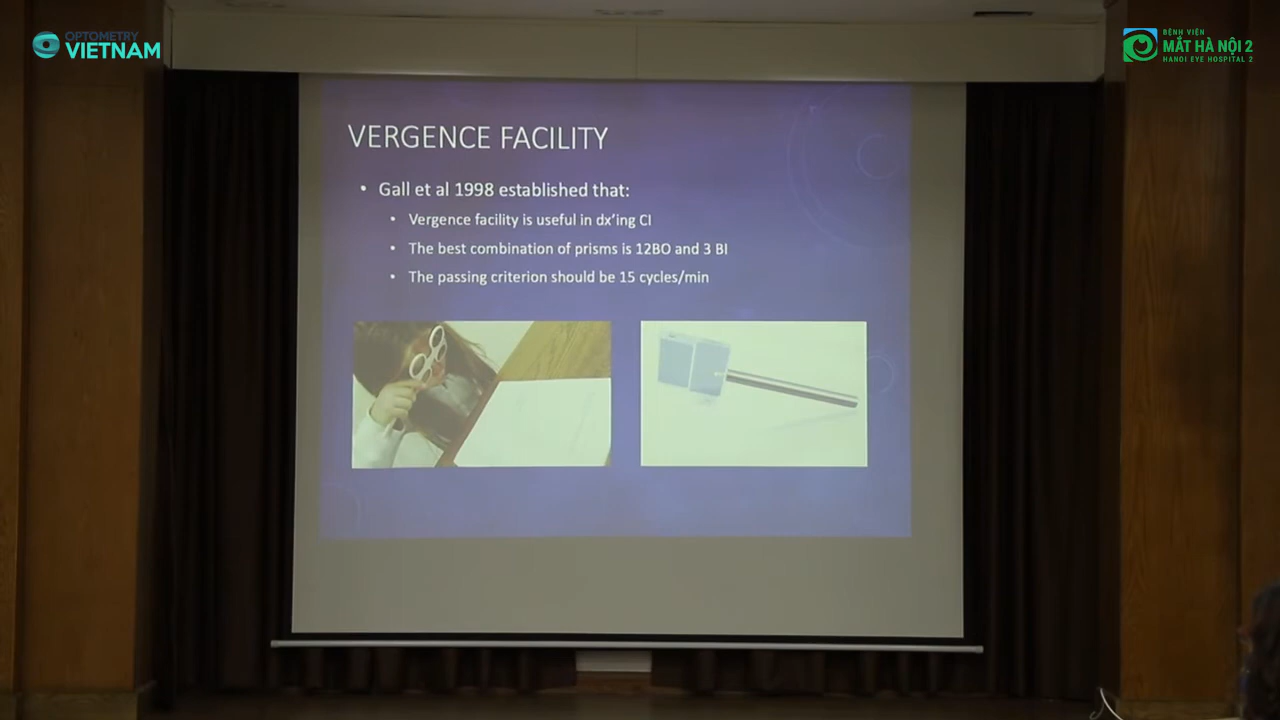 OPTOMETRY
VIETNAM
BỆNH VIỆN
MẮT HÀ NỘI 2
HANOI EYE HOSPITAL 2
VERGENCE FACILITY
• Gall et al 1998 established that:
• Vergence facility is useful in dx'ing CI
• The best combination of prisms is 12BO and 3 BI
• The passing criterion should be 15 cycles/min